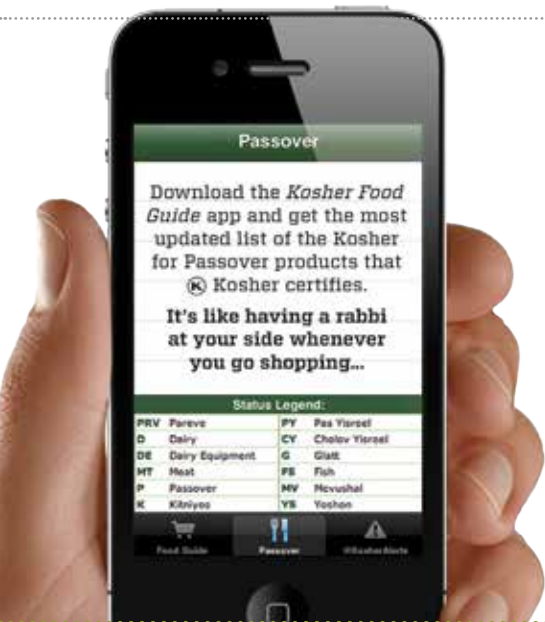 Passover
Download the Kosher Food
Guide app and get the most
updated list of the Kosher
for Passover products that
Ⓚ Kosher certifies.
It's like having a rabbi
at your side whenever
you go shopping...
Status Legend:
PRV Pareve PY Pas Yisroel
D Dairy CY Cholov Yisroel
DE Dairy Equipment G Glatt
MT Meat FS Fish
P Passover MV Mevushal
K Kitniyos YS Yoshon
Food Guide Passover @KosherAlerts